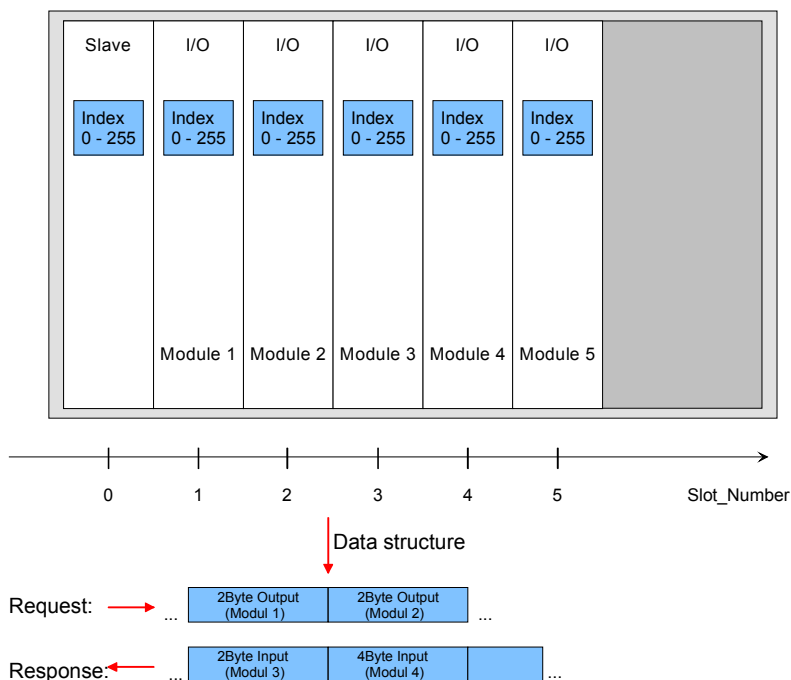 Slave I/O I/O I/O I/O I/O
Index Index Index Index Index Index
0 - 255 0 - 255 0 - 255 0 - 255 0 - 255 0 - 255
Module 1 Module 2 Module 3 Module 4 Module 5
0 1 2 3 4 5 Slot_Number
Data structure
Request: ... 2Byte Output 2Byte Output ...
(Modul 1) (Modul 2)
Response: ... 2Byte Input 4Byte Input ...
(Modul 3) (Modul 4)